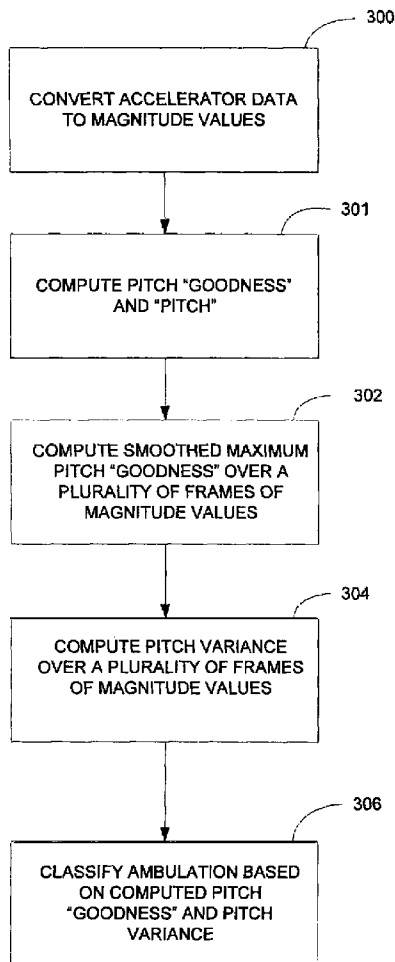 300
CONVERT ACCELERATOR DATA
TO MAGNITUDE VALUES
301
COMPUTE PITCH "GOODNESS"
AND "PITCH"
302
COMPUTE SMOOTHED MAXIMUM
PITCH "GOODNESS" OVER A
PLURALITY OF FRAMES OF
MAGNITUDE VALUES
304
COMPUTE PITCH VARIANCE
OVER A PLURALITY OF FRAMES
OF MAGNITUDE VALUES
306
CLASSIFY AMBULATION BASED
ON COMPUTED PITCH
"GOODNESS" AND PITCH
VARIANCE